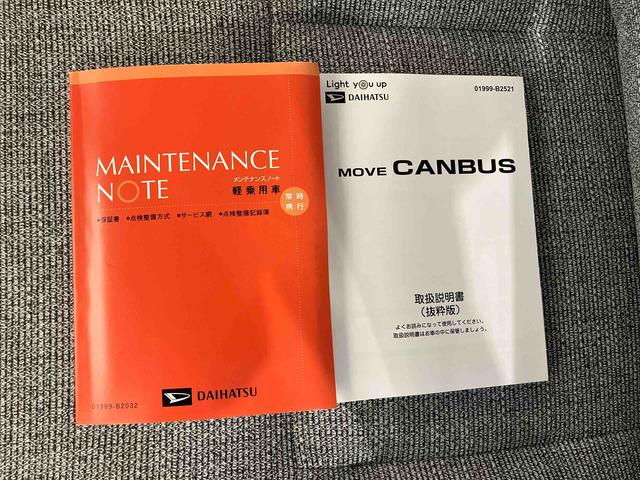 MAINTENANCE
NOTE
メンテナンスノート
軽乗用車
常時
携行
●保証書 ●点検整備方式 ●サービス網 ●点検整備記録簿
DAIHATSU
01989-B2032
Light you up
DAIHATSU
01999-B2521
MOVE CANBUS
取扱説明書
（抜粋版）
よくお読みになって使用してください。
取扱説明書はお車の中に保管しましょう。